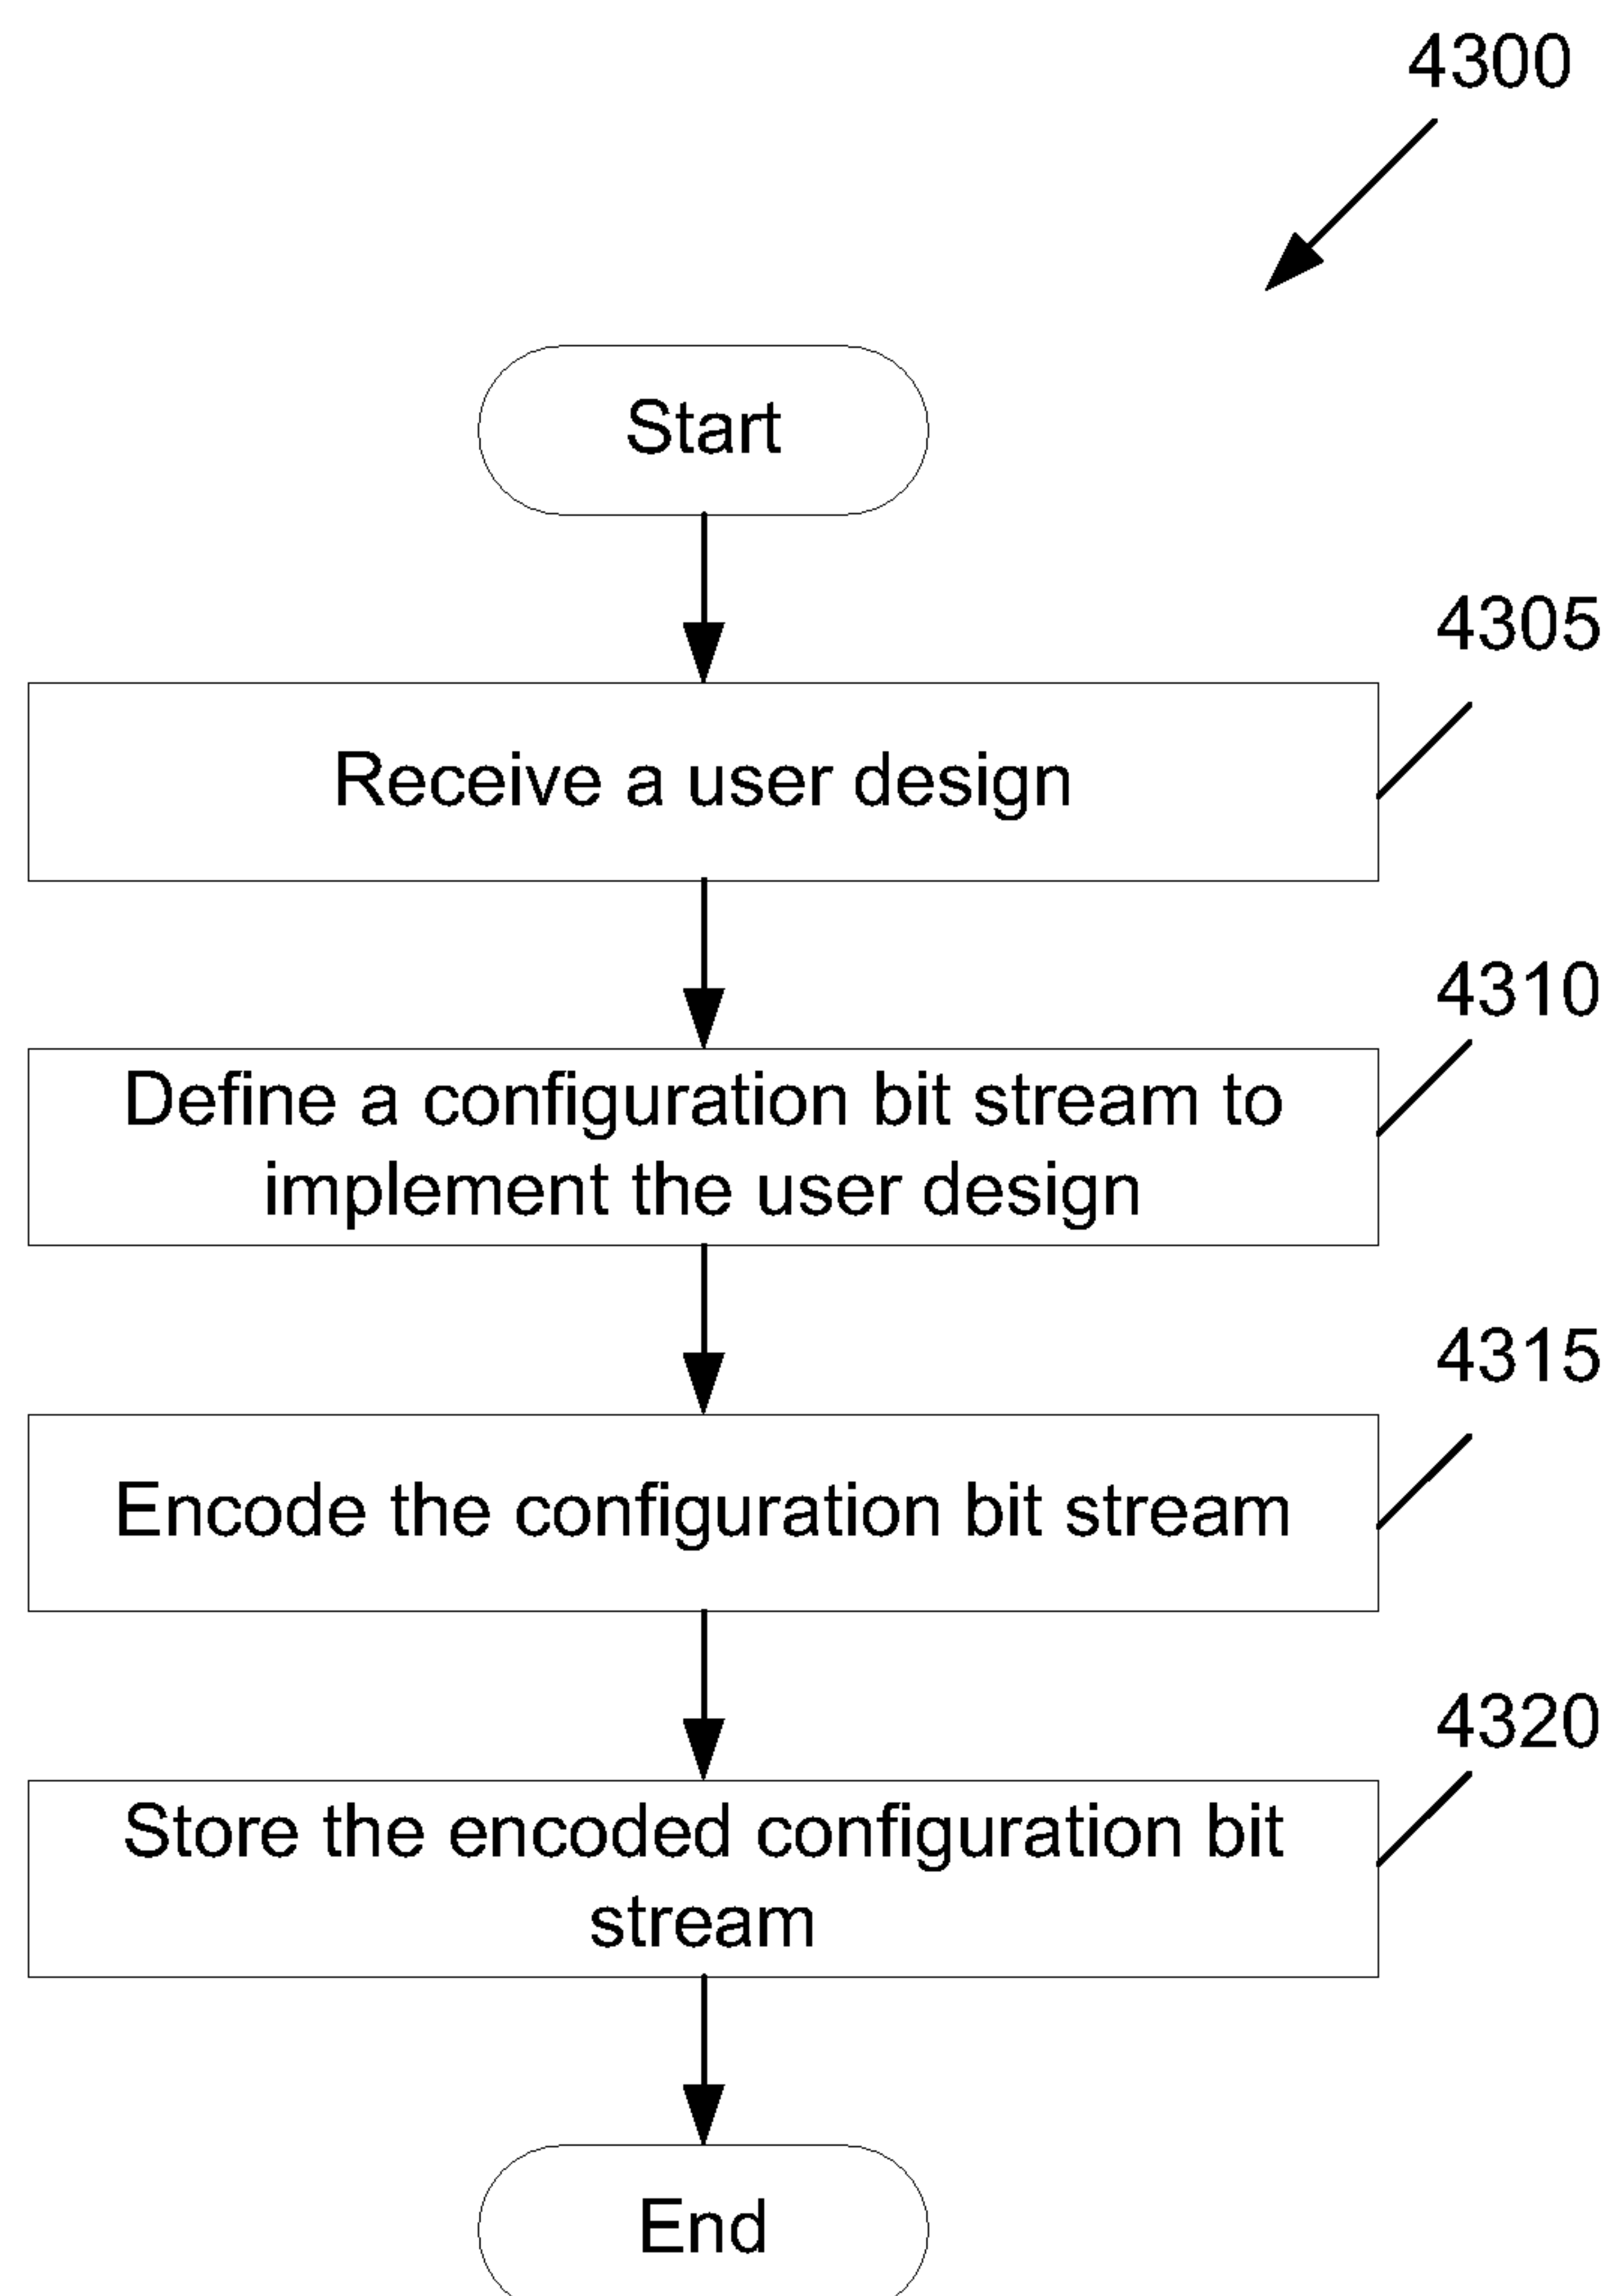 4300
Start
4305
Receive a user design
4310
Define a configuration bit stream to
implement the user design
4315
Encode the configuration bit stream
4320
Store the encoded configuration bit
stream
End